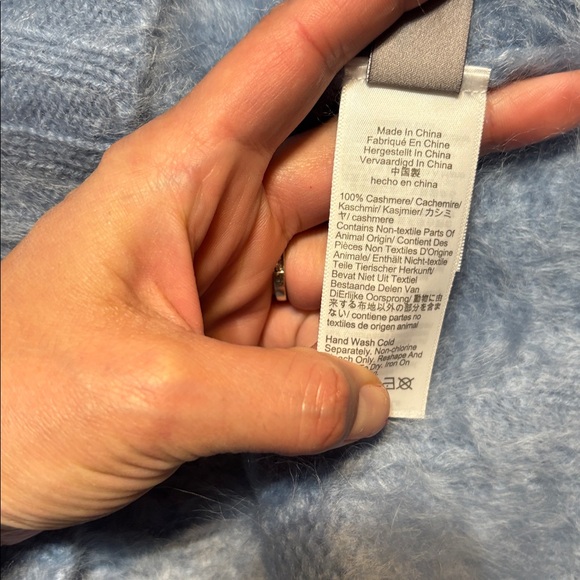 Made In China
Fabriqué En China
Hergestellt In China
Vervaardigd In China
中国製
hecho en china
100% Cashmere/ Cachemire/
Kaschmir/ Kasjmier/ カシミ
ヤ/ cashmere
Contains Non-textile Parts Of
Animal Origin/ Contient Des
Pièces Non Textiles D'Origine
Animale/ Enthält Nicht-textile
Teile Tierischer Herkunft/
Bevat Niet Uit Textiel
Bestaande Delen Van
DiErlijke Oorsprong/ 動物に由
来する布地以外の部分を含ま
ない/ contiene partes no
textiles de origen animal
Hand Wash Cold
Separately. Non-chlorine
Only. Reshape And
Dry. Iron On